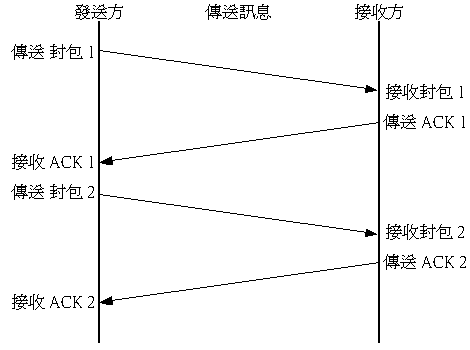 發送方 傳送訊息 接收方
傳送 封包 1
接收封包 1
傳送 ACK 1
接收 ACK 1
傳送 封包 2
接收封包 2
傳送 ACK 2
接收 ACK 2